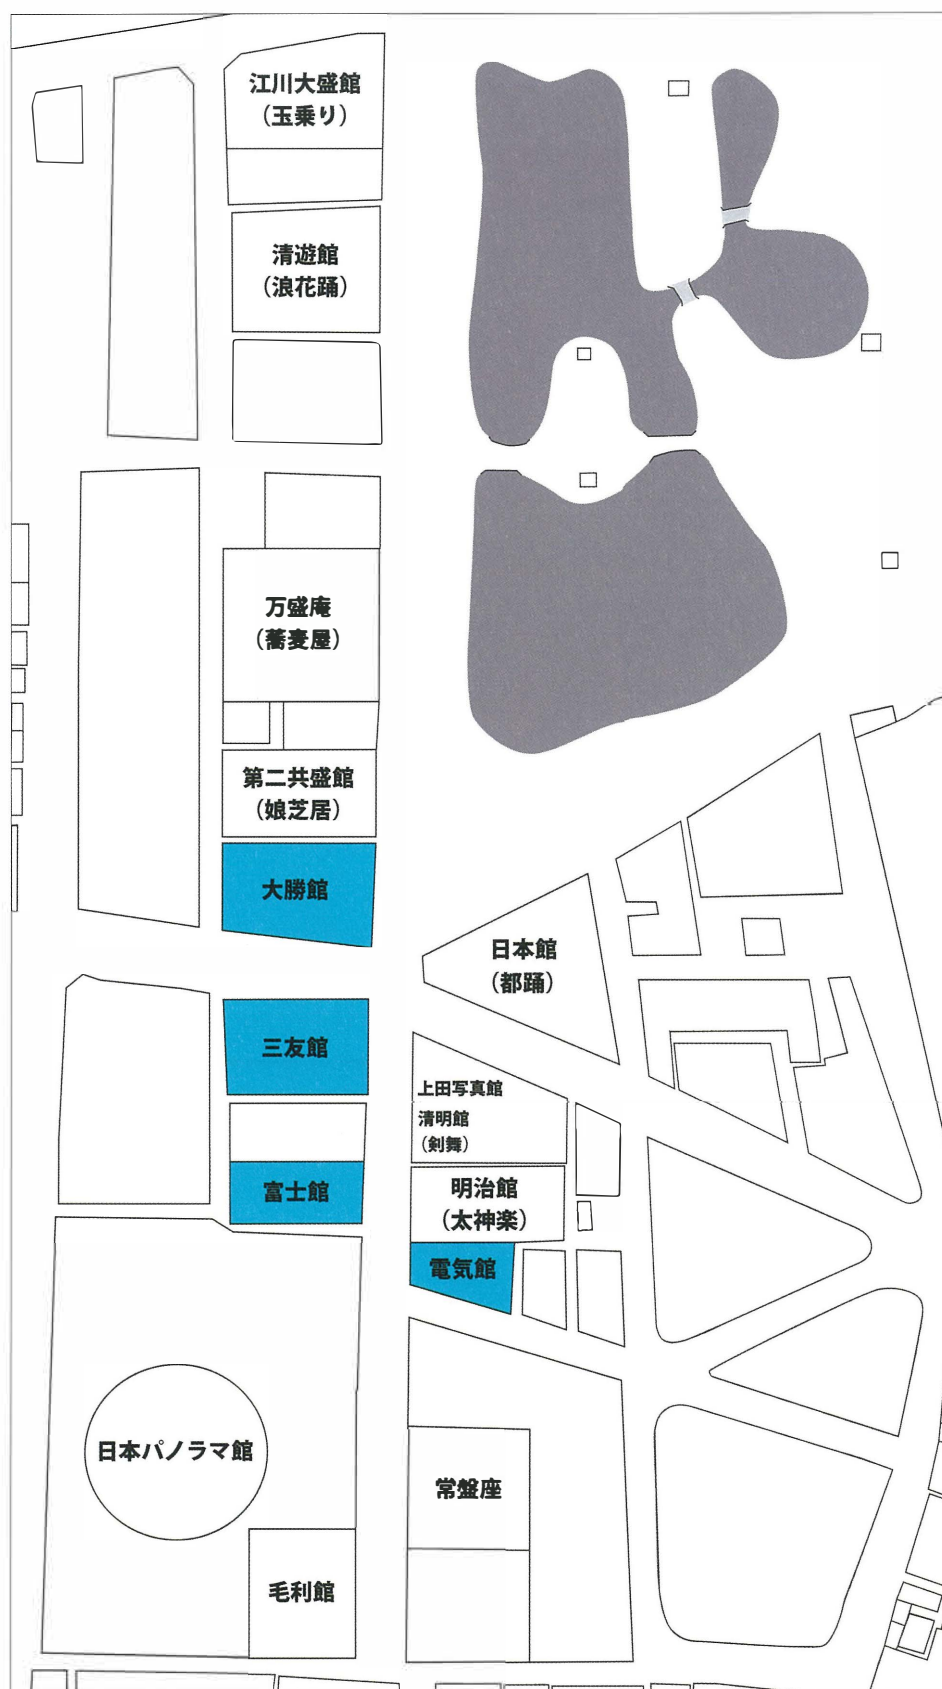 江川大盛館
（玉乗り）
清遊館
（浪花踊）
万盛庵
（蕎麦屋）
第二共盛館
（娘芝居）
大勝館
日本館
（都踊）
三友館
上田写真館
清明館
（剣舞）
富士館
明治館
（太神楽）
電気館
日本パノラマ館
常盤座
毛利館